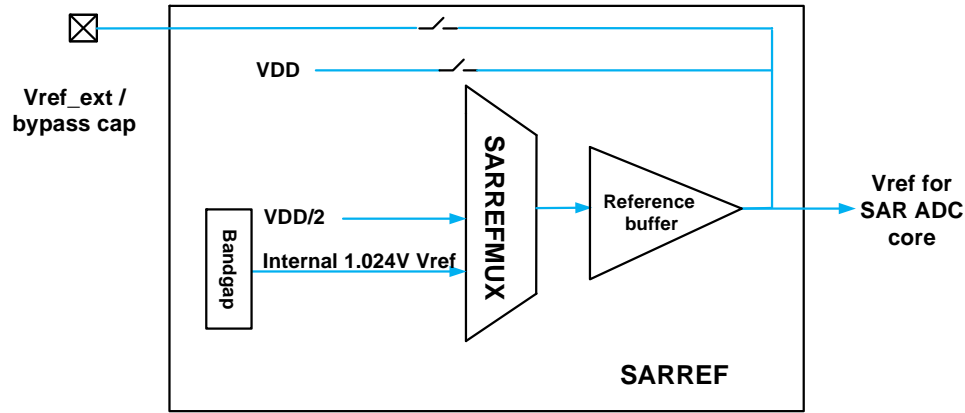 Vref_ext /
bypass cap
VDD
SARREFMUX
Reference
buffer
VDD/2
Bandgap
Internal 1.024V Vref
Vref for
SAR ADC
core
SARREF